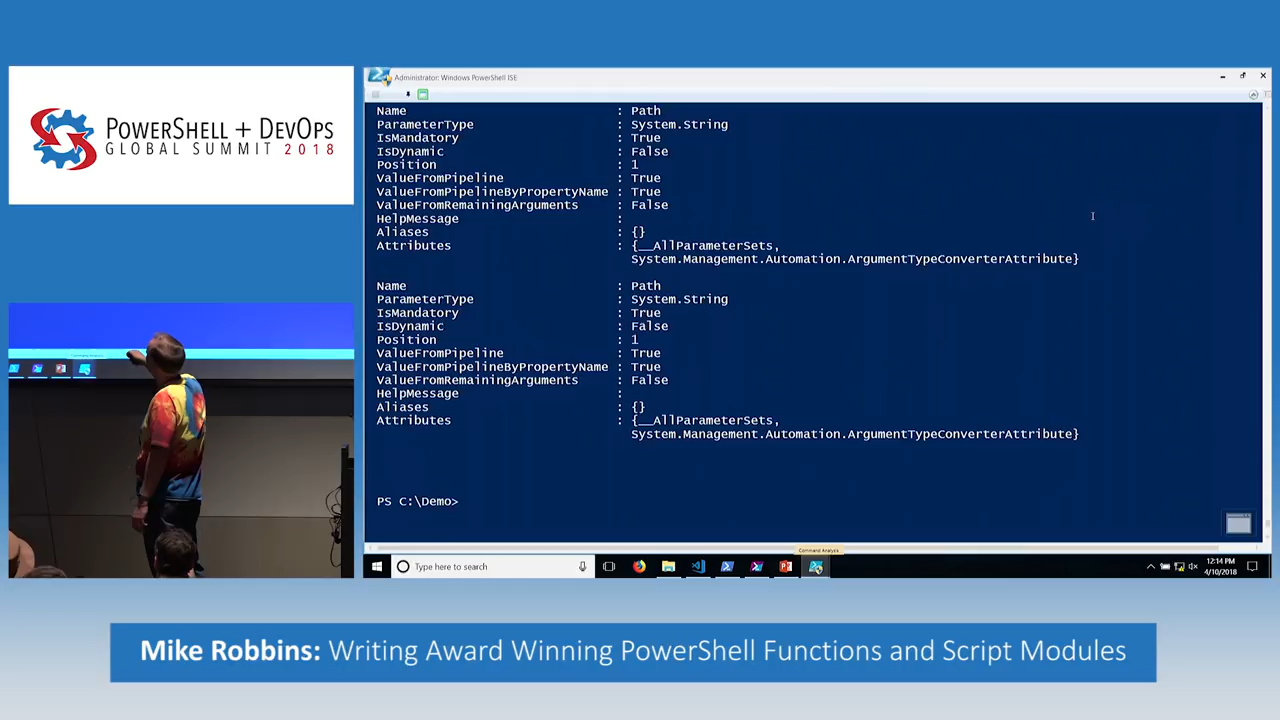 POWERSHELL + DEVOPS
GLOBAL SUMMIT 2018
Administrator: Windows PowerShell ISE
Name : Path
ParameterType : System.String
IsMandatory : True
IsDynamic : False
Position : 1
ValueFromPipeline : True
ValueFromPipelineByPropertyName : True
ValueFromRemainingArguments : False
HelpMessage :
Aliases : {}
Attributes : {__AllParameterSets,
System.Management.Automation.ArgumentTypeConverterAttribute}
Name : Path
ParameterType : System.String
IsMandatory : True
IsDynamic : False
Position : 1
ValueFromPipeline : True
ValueFromPipelineByPropertyName : True
ValueFromRemainingArguments : False
HelpMessage :
Aliases : {}
Attributes : {__AllParameterSets,
System.Management.Automation.ArgumentTypeConverterAttribute}
PS C:\Demo>
Command Analysis
Type here to search
12:14 PM
4/10/2018
Mike Robbins: Writing Award Winning PowerShell Functions and Script Modules